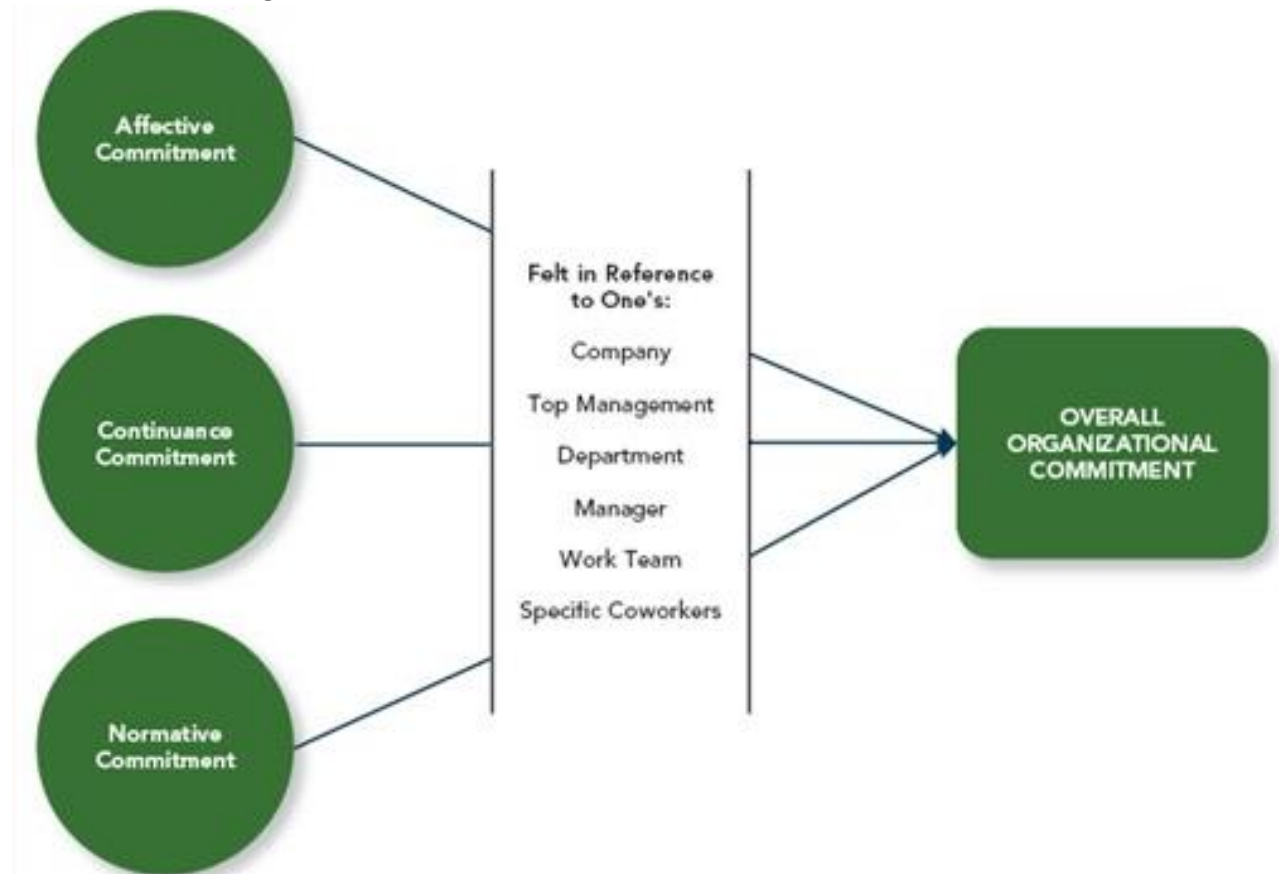 Affective
Commitment
Continuance
Commitment
Normative
Commitment
Felt in Reference
to One's:
Company
Top Management
Department
Manager
Work Team
Specific Coworkers
OVERALL
ORGANIZATIONAL
COMMITMENT